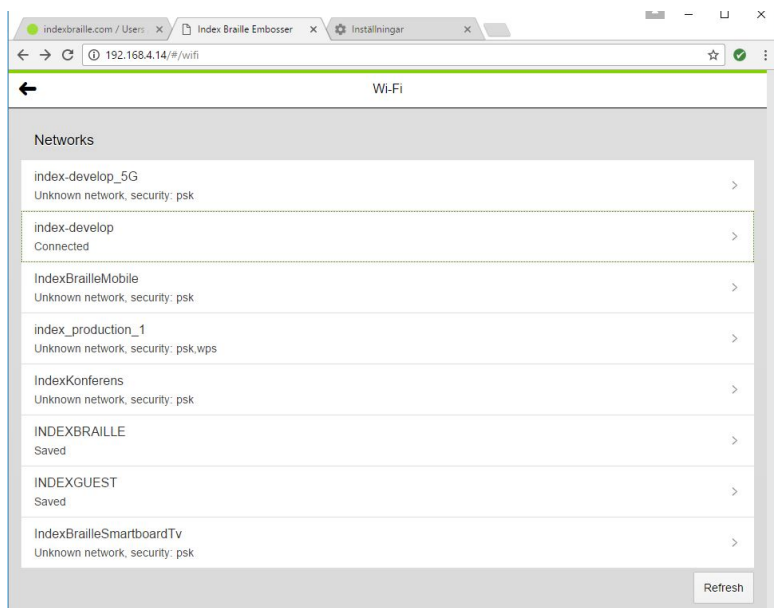 indexbraille.com / Users
Index Braille Embosser
Inställningar
192.168.4.14/#/wifi
Wi-Fi
Networks
index-develop_5G
Unknown network, security: psk
index-develop
Connected
IndexBrailleMobile
Unknown network, security: psk
index_production_1
Unknown network, security: psk,wps
IndexKonferens
Unknown network, security: psk
INDEXBRAILLE
Saved
INDEXGUEST
Saved
IndexBrailleSmartboardTv
Unknown network, security: psk
Refresh